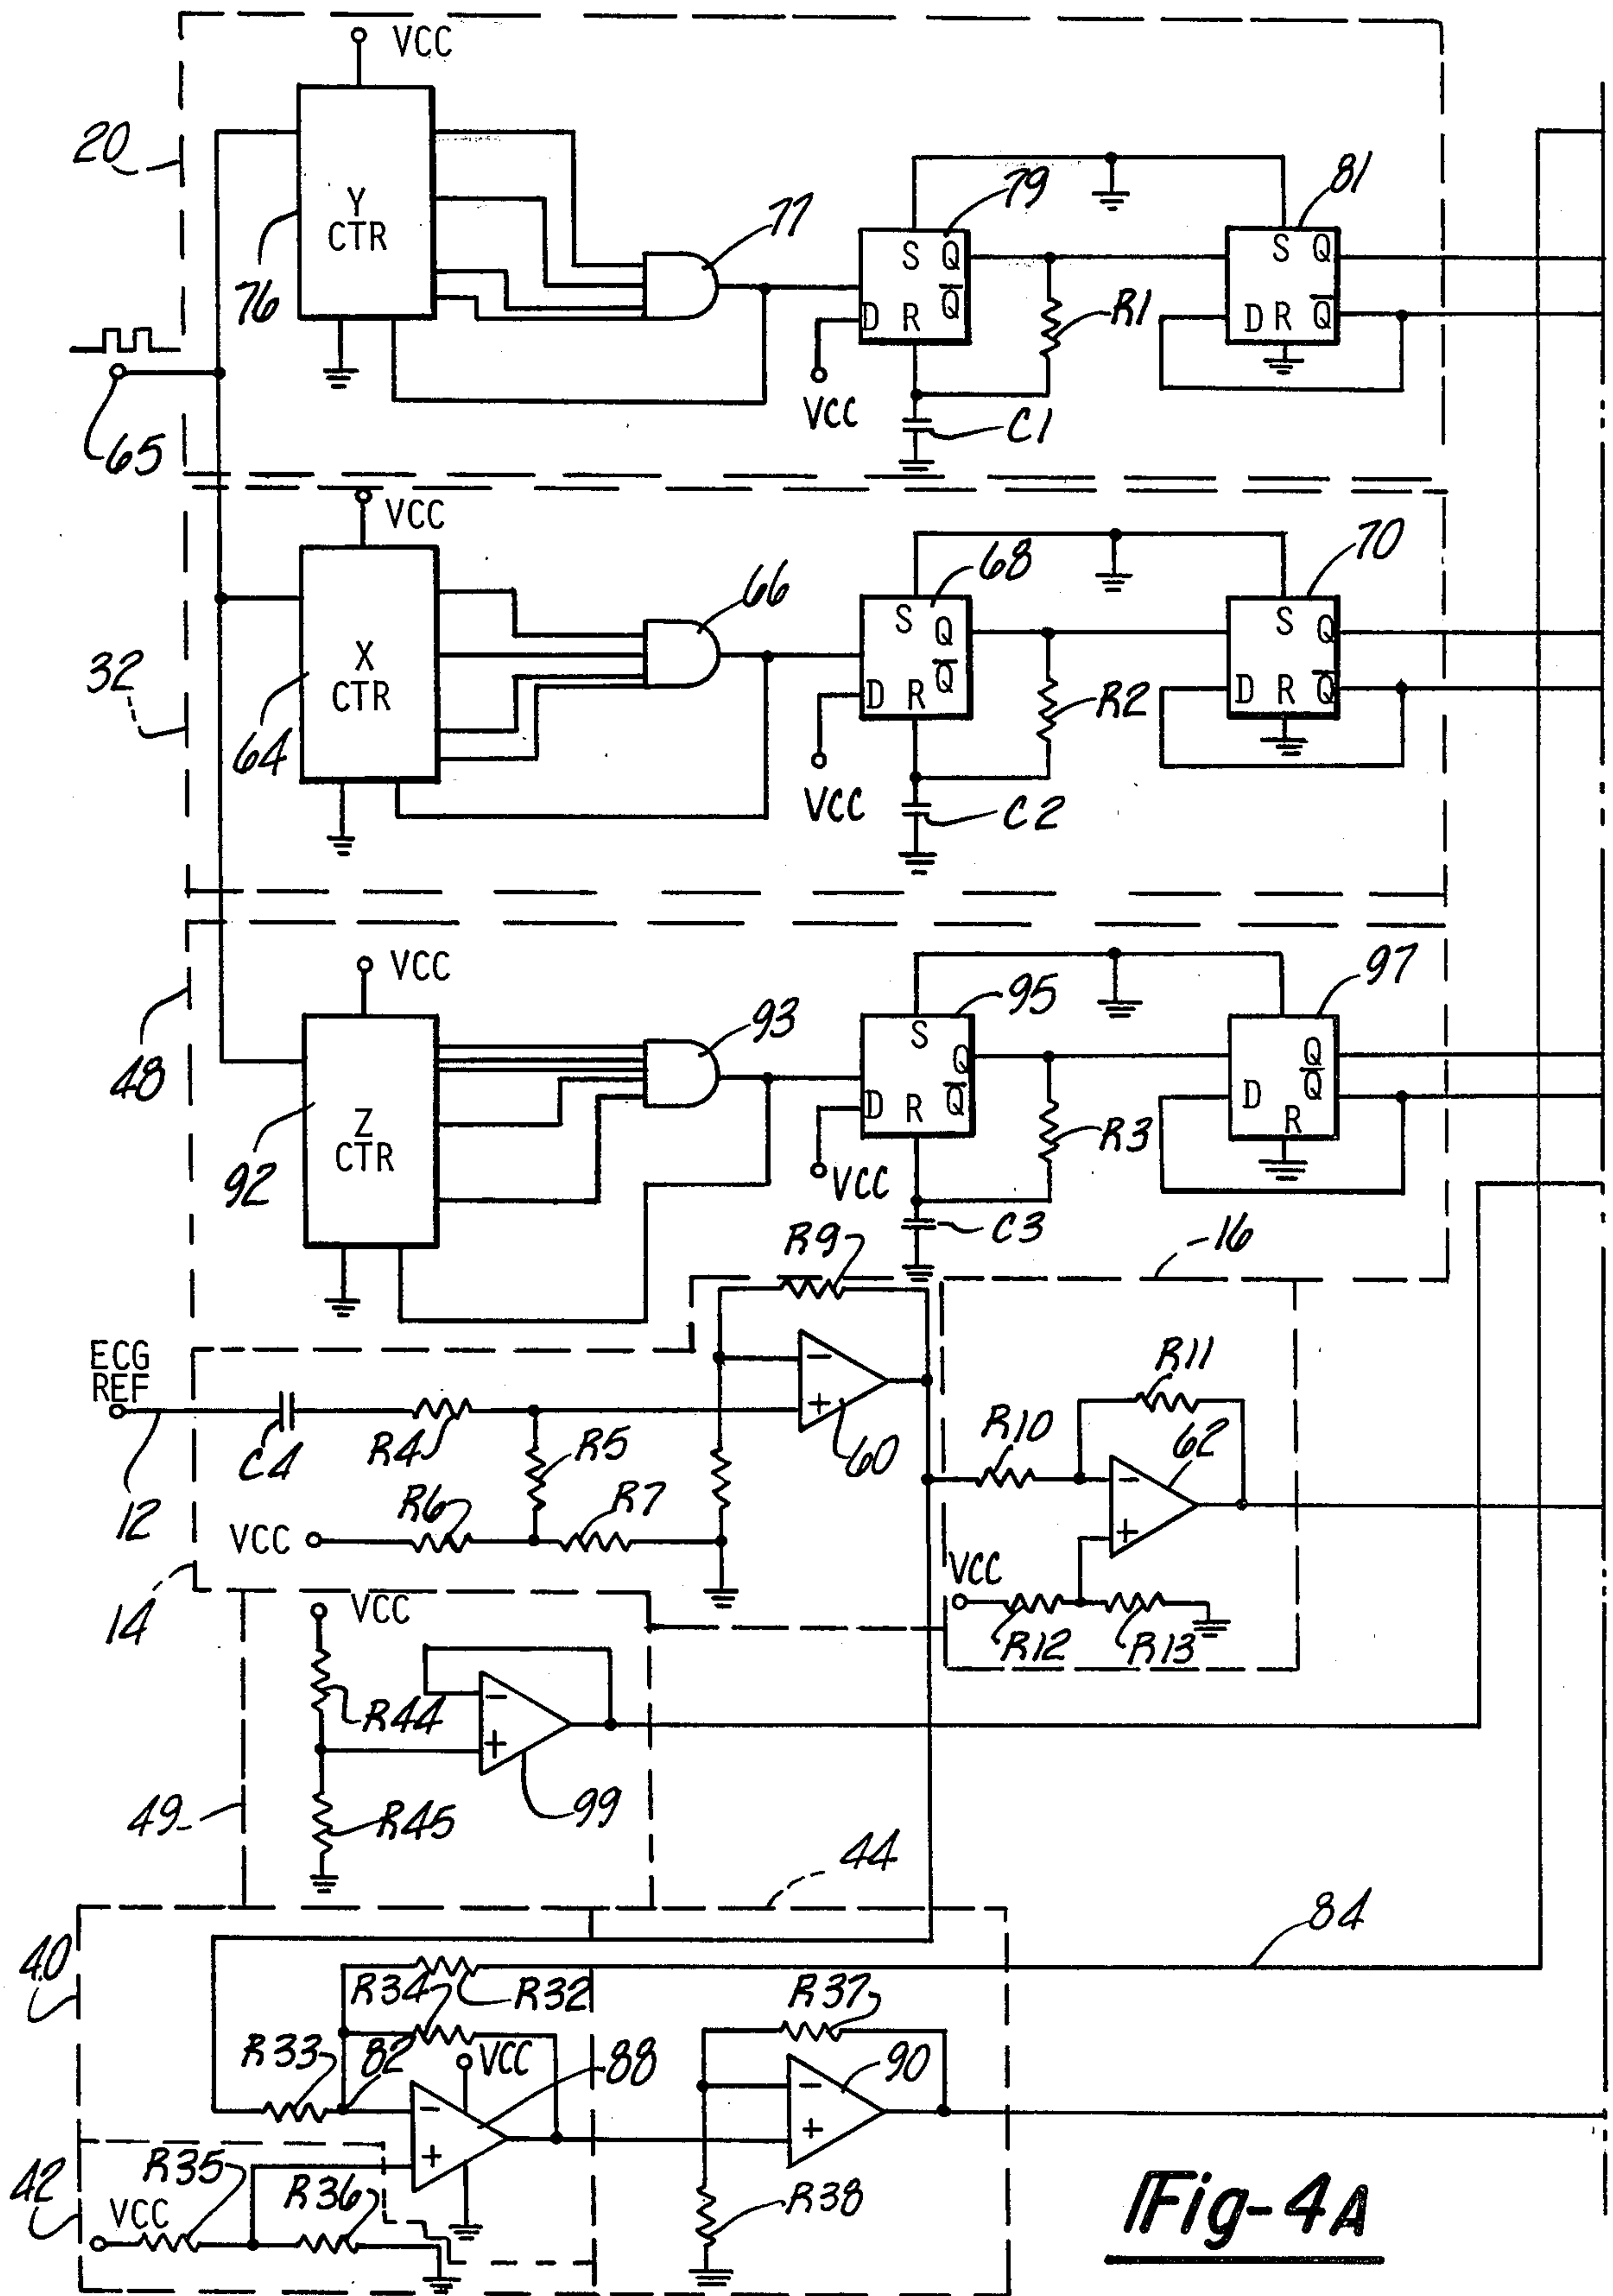 VCC
20
Y
CTR
76
77
79
81
S Q
D R Q̅
S Q
D R Q̅
R1
VCC
C1
65
VCC
X
CTR
64
66
68
70
32
S Q
D R Q̅
S Q
D R Q̅
R2
VCC
C2
VCC
Z
CTR
92
93
95
97
48
S
Q
D R Q̅
Q
D Q̅
R
R3
VCC
C3
R9
16
ECG
REF
C4
R4
R5
60
R10
R11
62
12
R6
R7
VCC
14
VCC
R12
R13
VCC
R44
R45
99
49
44
84
40
R34
R32
R37
R33
82
VCC
88
90
42
R35
R36
VCC
R38
Fig-4A